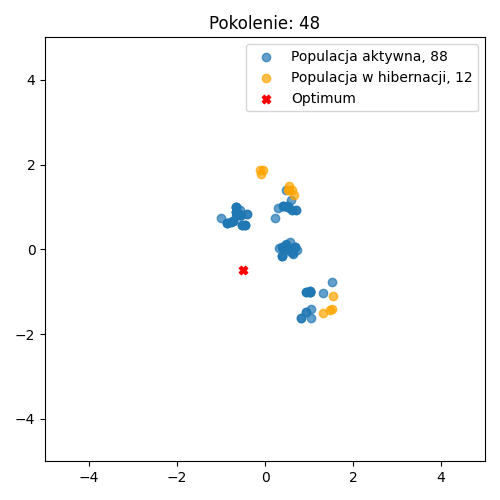 Pokolenie: 48
Populacja aktywna, 88
Populacja w hibernacji, 12
Optimum
4
2
0
−2
−4
−4 −2 0 2 4